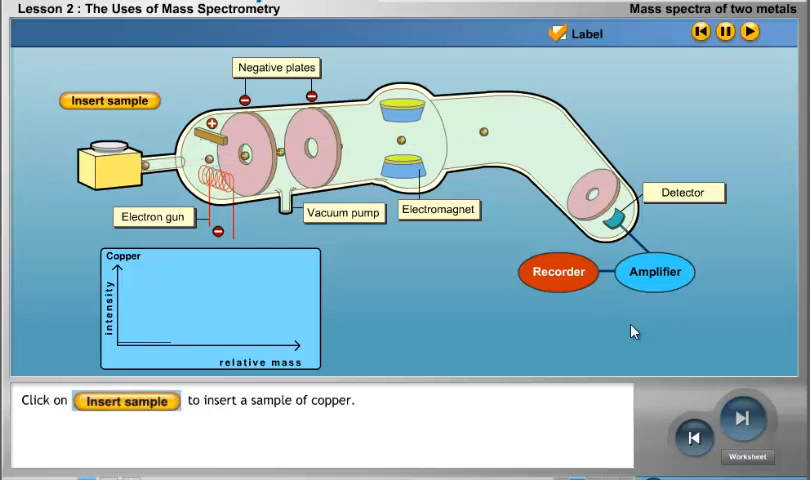 Lesson 2 : The Uses of Mass Spectrometry
Mass spectra of two metals
Label
Negative plates
Insert sample
Detector
Electron gun
Vacuum pump
Electromagnet
Recorder
Amplifier
Copper
intensity
relative mass
Click on Insert sample to insert a sample of copper.
Worksheet